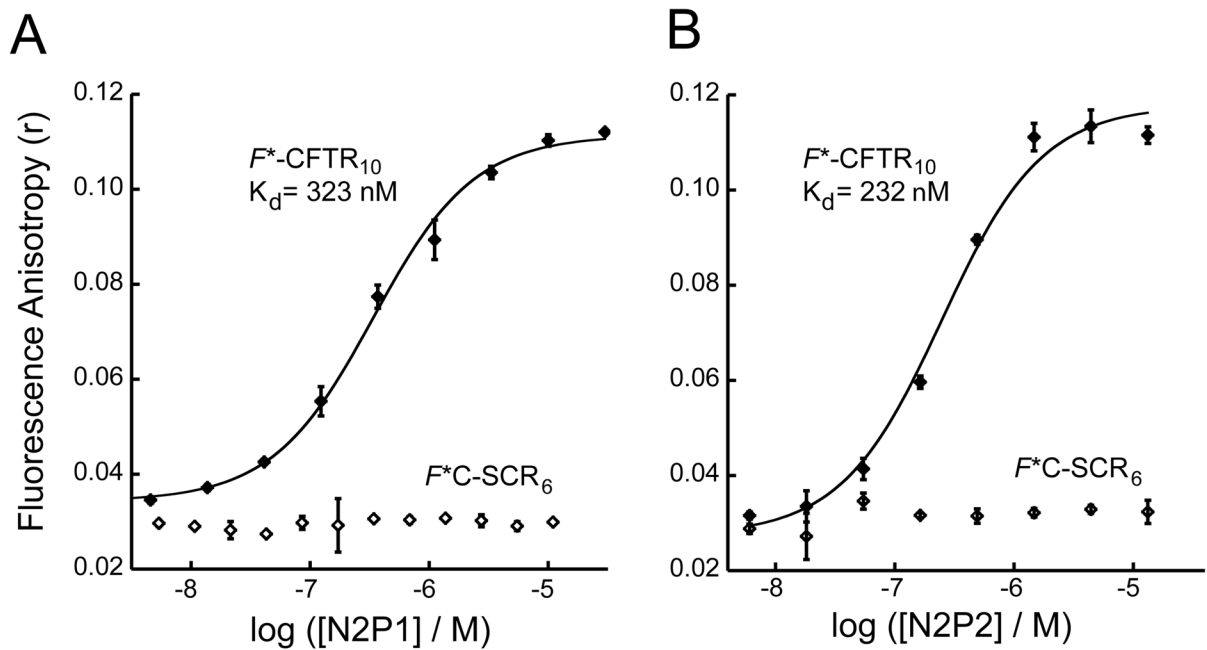 A
Fluorescence Anisotropy (r)
0.12
0.10
0.08
0.06
0.04
0.02
F*-CFTR10
Kd= 323 nM
F*C-SCR6
-8
-7
-6
-5
log ([N2P1] / M)
B
0.12
0.10
0.08
0.06
0.04
0.02
F*-CFTR10
Kd= 232 nM
F*C-SCR6
-8
-7
-6
-5
log ([N2P2] / M)